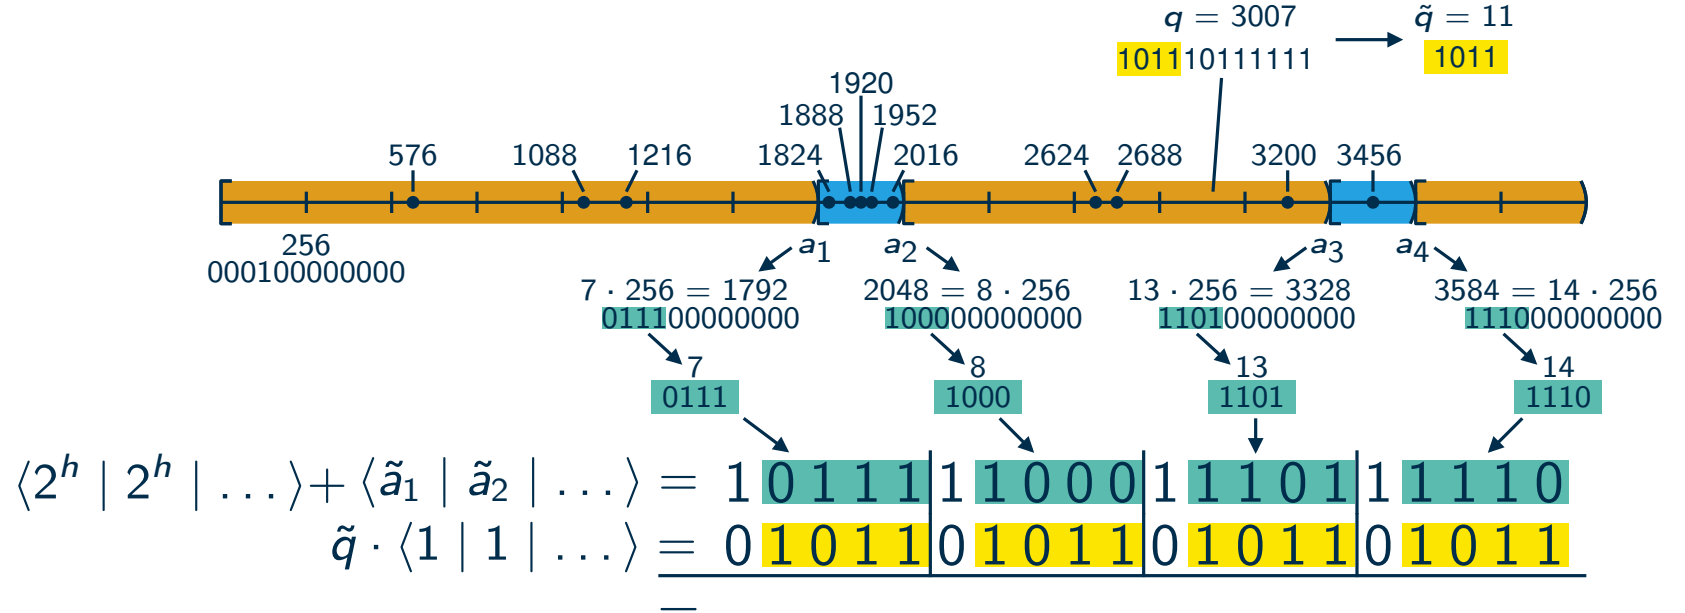 q = 3007
q̃ = 11
101110111111
1011
1920
1888
1952
576
1088
1216
1824
2016
2624
2688
3200
3456
256
000100000000
a₁
a₂
a₃
a₄
7 · 256 = 1792
2048 = 8 · 256
13 · 256 = 3328
3584 = 14 · 256
011100000000
100000000000
110100000000
111000000000
7
8
13
14
0111
1000
1101
1110
⟨2ʰ | 2ʰ | …⟩+⟨ã₁ | ã₂ | …⟩ = 1 0 1 1 1|1 1 0 0 0|1 1 1 0 1|1 1 1 1 0
q̃ · ⟨1 | 1 | …⟩ = 0 1 0 1 1|0 1 0 1 1|0 1 0 1 1|0 1 0 1 1